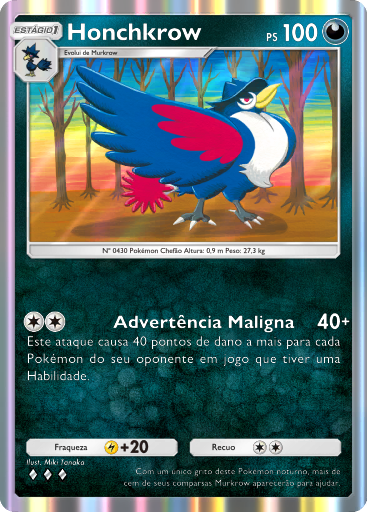 ESTÁGIO 1
Honchkrow
PS 100
Evolui de Murkrow
Nº 0430 Pokémon Chefão Altura: 0,9 m Peso: 27,3 kg
Advertência Maligna 40+
Este ataque causa 40 pontos de dano a mais para cada
Pokémon do seu oponente em jogo que tiver uma
Habilidade.
Fraqueza +20 Recuo
Ilust. Miki Tanaka
Com um único grito deste Pokémon noturno, mais de
cem de seus comparsas Murkrow aparecerão para ajudar.